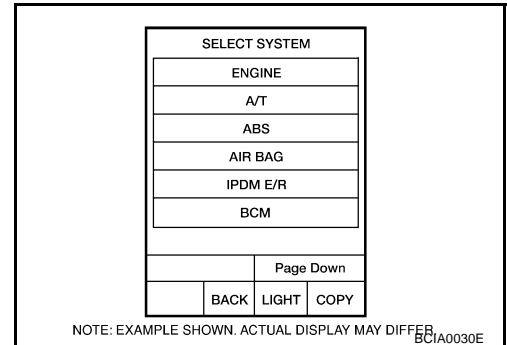 SELECT SYSTEM
ENGINE
A/T
ABS
AIR BAG
IPDM E/R
BCM
Page Down
BACK LIGHT COPY
NOTE: EXAMPLE SHOWN. ACTUAL DISPLAY MAY DIFFER.
BCIA0030E